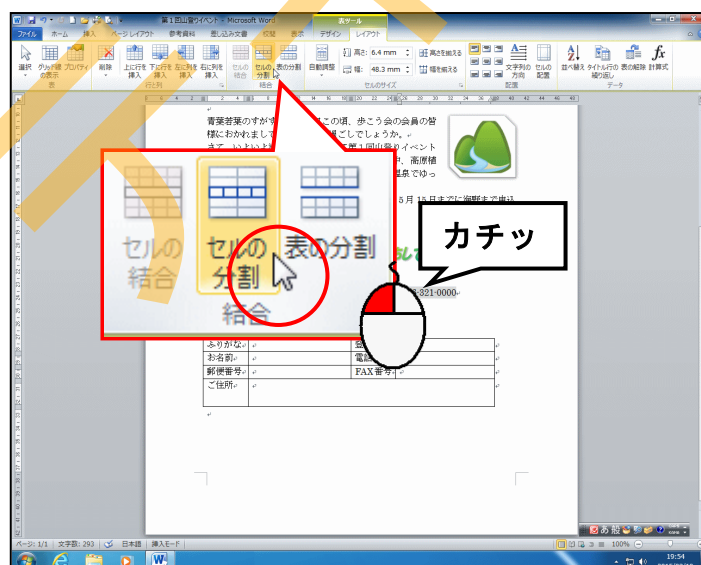 第1回山登りイベント - Microsoft Word
表ツール
ファイル ホーム 挿入 ページレイアウト 参考資料 差し込み文書 校閲 表示 デザイン レイアウト
選択 グリッド線の表示 プロパティ 削除 上に行を挿入 下に行を挿入 左に列を挿入 右に列を挿入 セルの結合 セルの分割 表の分割 自動調整 高さ: 6.4 mm 高さを揃える 文字列の方向 セルの配置 並べ替え タイトル行の繰り返し 表の解除 計算式
幅: 48.3 mm 幅を揃える
表 行と列 結合 セルのサイズ 配置 データ
青葉若葉のすがす
この頃、歩こう会の会員の皆
様におかれまして
ごしでしょうか。
第1回山登りイベント
、高原植
温泉でゆっ
5月15日までに海野まで申込
セルの
結合
セルの
分割
表の分割
結合
カチッ
321-0000
ふりがな
お名前
郵便番号
FAX番号
ご住所
あ 般
ページ: 1/1 文字数: 290 日本語 挿入モード 100%
19:54